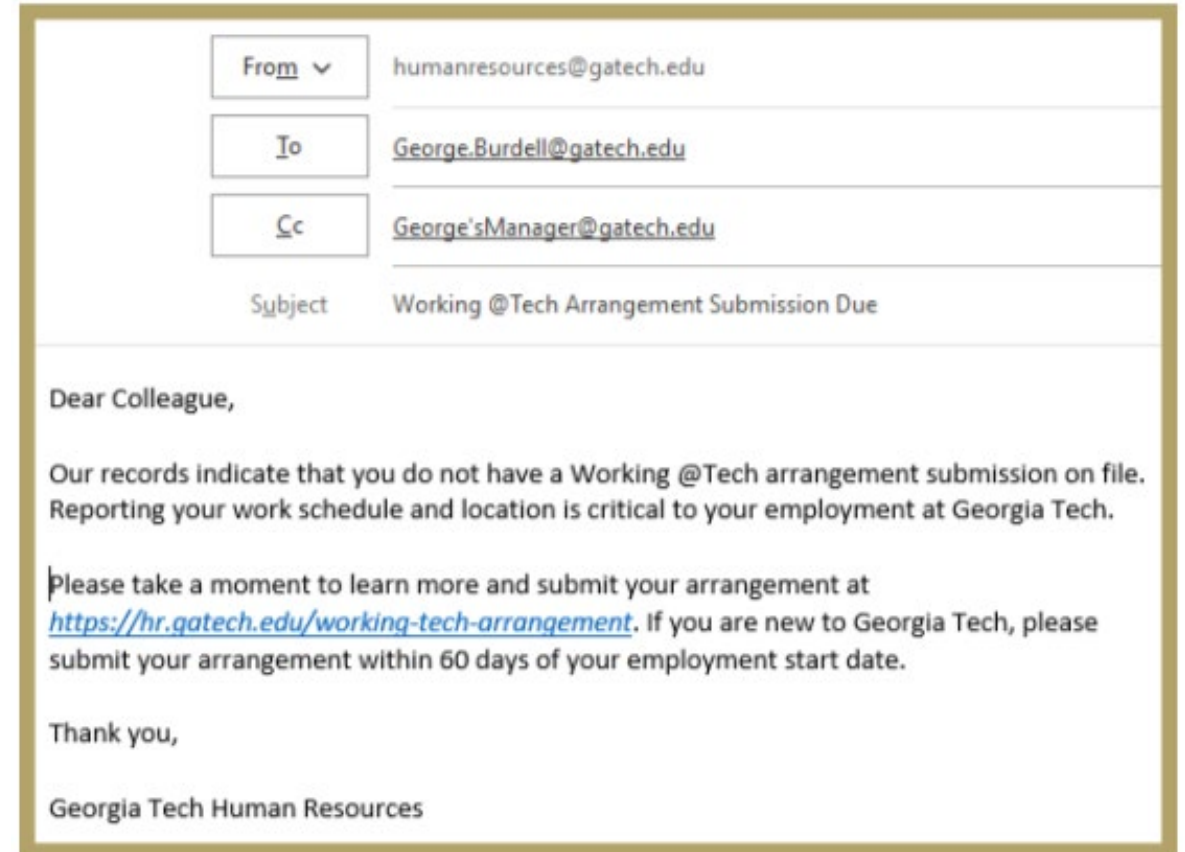 From
humanresources@gatech.edu
To
George.Burdell@gatech.edu
Cc
George'sManager@gatech.edu
Subject
Working @Tech Arrangement Submission Due
Dear Colleague,
Our records indicate that you do not have a Working @Tech arrangement submission on file.
Reporting your work schedule and location is critical to your employment at Georgia Tech.
Please take a moment to learn more and submit your arrangement at
https://hr.gatech.edu/working-tech-arrangement. If you are new to Georgia Tech, please
submit your arrangement within 60 days of your employment start date.
Thank you,
Georgia Tech Human Resources